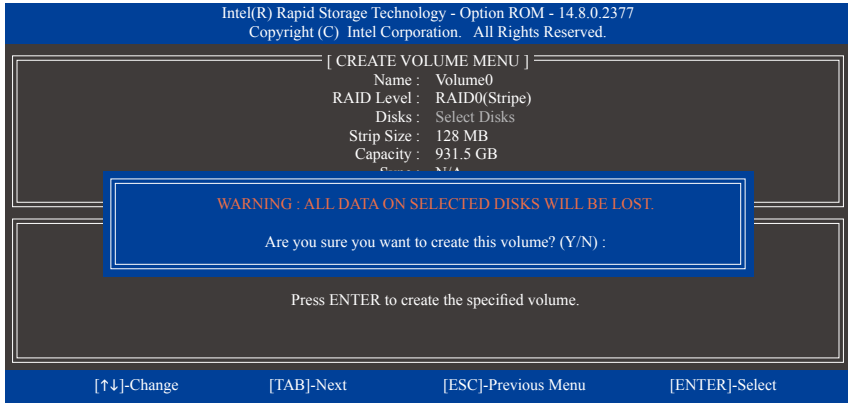 Intel(R) Rapid Storage Technology - Option ROM - 14.8.0.2377
Copyright (C) Intel Corporation. All Rights Reserved.
[ CREATE VOLUME MENU ]
Name : Volume0
RAID Level : RAID0(Stripe)
Disks : Select Disks
Strip Size : 128 MB
Capacity : 931.5 GB
WARNING : ALL DATA ON SELECTED DISKS WILL BE LOST.
Are you sure you want to create this volume? (Y/N) :
Press ENTER to create the specified volume.
[↑↓]-Change [TAB]-Next [ESC]-Previous Menu [ENTER]-Select